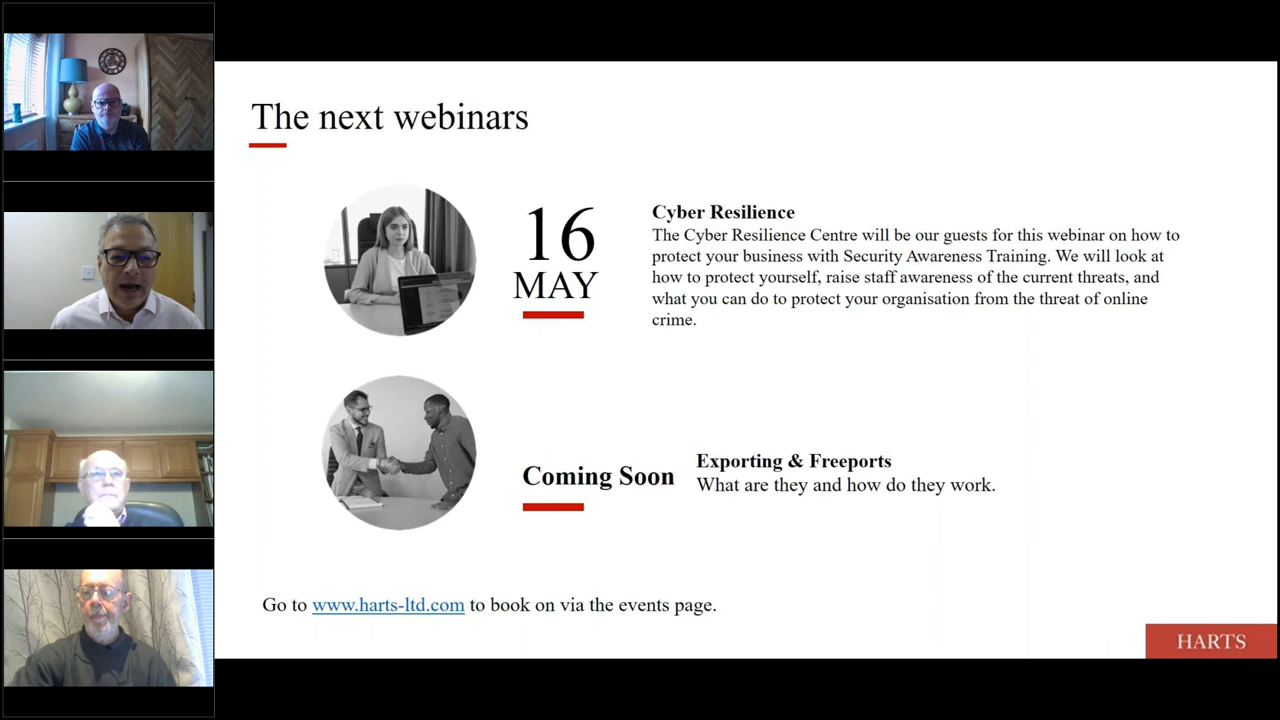 The next webinars
16
MAY
Cyber Resilience
The Cyber Resilience Centre will be our guests for this webinar on how to
protect your business with Security Awareness Training. We will look at
how to protect yourself, raise staff awareness of the current threats, and
what you can do to protect your organisation from the threat of online
crime.
Coming Soon
Exporting & Freeports
What are they and how do they work.
Go to www.harts-ltd.com to book on via the events page.
HARTS